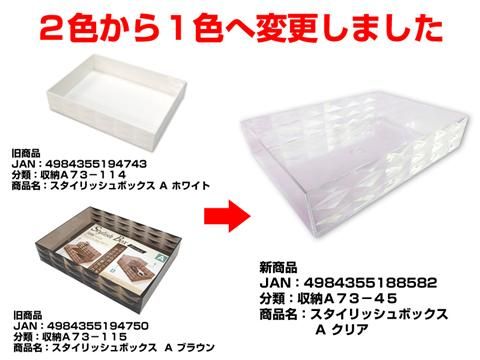 ２色から１色へ変更しました
旧商品
JAN：4984355194743
分類：収納Ａ７３－１１４
商品名：スタイリッシュボックス Ａ ホワイト
Stylish Box
A
旧商品
JAN：4984355194750
分類：収納Ａ７３－１１５
商品名：スタイリッシュボックス Ａ ブラウン
新商品
JAN：4984355188582
分類：収納Ａ７３－４５
商品名：スタイリッシュボックス
Ａ クリア